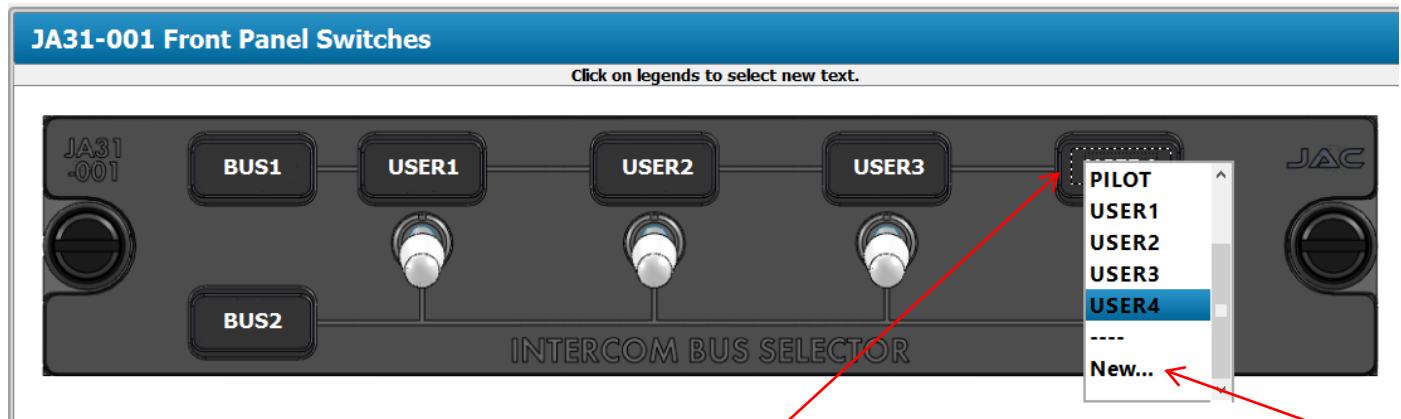 JA31-001 Front Panel Switches
Click on legends to select new text.
JA31
-001
BUS1
USER1
USER2
USER3
JAC
PILOT
USER1
USER2
USER3
USER4
----
New...
BUS2
INTERCOM BUS SELECTOR